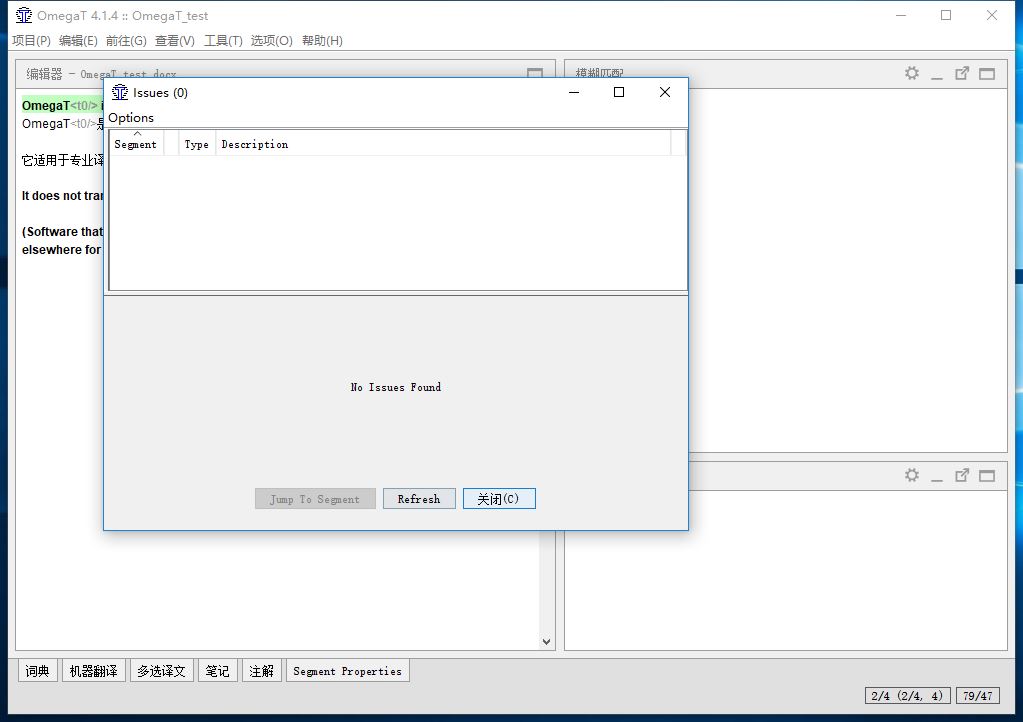 OmegaT 4.1.4 :: OmegaT_test
项目(P) 编辑(E) 前往(G) 查看(V) 工具(T) 选项(O) 帮助(H)
编辑器 - OmegaT_test.docx
模糊匹配
OmegaT<t0/>
OmegaT<t0/>是
它适用于专业译
It does not
(Software that
elsewhere for
Issues (0)
Options
Segment Type Description
No Issues Found
Jump To Segment Refresh 关闭(C)
词典 机器翻译 多选译文 笔记 注解 Segment Properties
2/4 (2/4, 4) 79/47